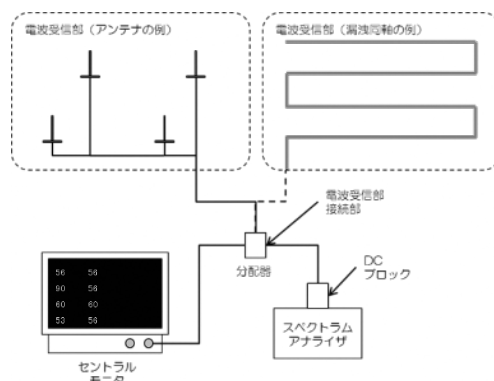 電波受信部（アンテナの例）
電波受信部（漏洩同軸の例）
電波受信部
接続部
分配器
DC
ブロック
56 56
90 56
60 60
53 56
スペクトラム
アナライザ
セントラル
モニタ